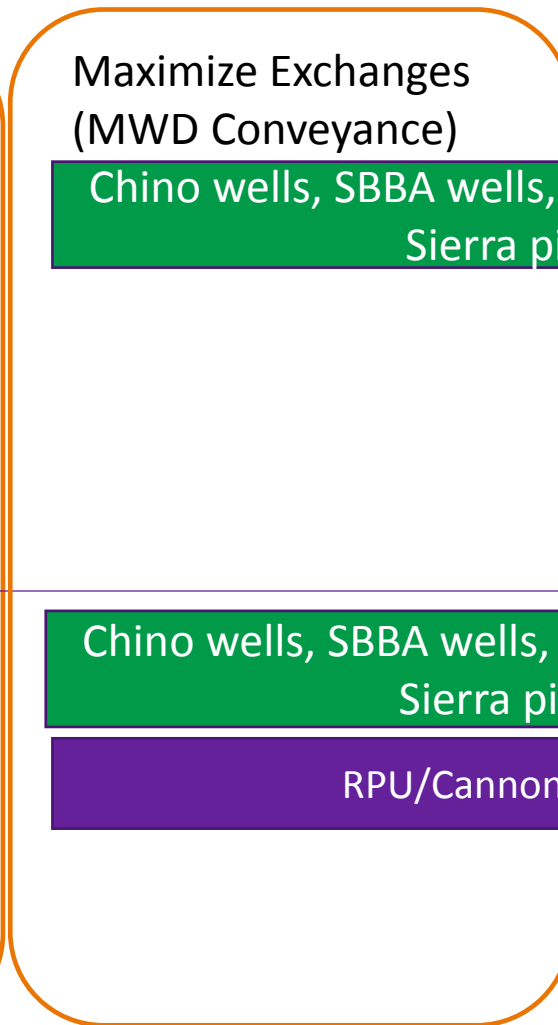 Maximize Exchanges
(MWD Conveyance)
Chino wells, SBBA wells,
Sierra pi
Chino wells, SBBA wells,
Sierra pi
RPU/Cannon